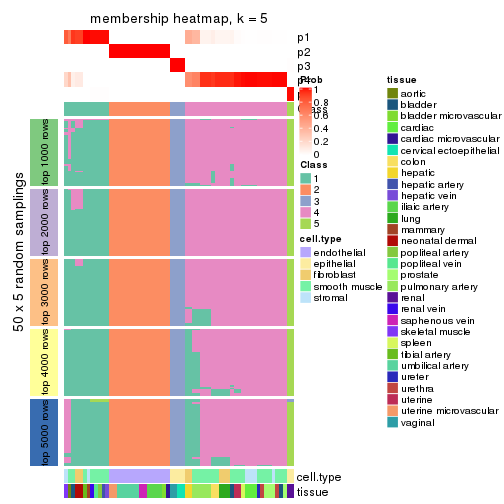 membership heatmap, k = 5
p1
p2
p3
Prob
1
0.8
0.6
0.4
0.2
0
Class
1
2
3
4
5
cell.type
endothelial
epithelial
fibroblast
smooth muscle
stromal
tissue
aortic
bladder
bladder microvascular
cardiac
cardiac microvascular
cervical ectoepithelial
colon
hepatic
hepatic artery
hepatic vein
iliaic artery
lung
mammary
neonatal dermal
popliteal artery
popliteal vein
prostate
pulmonary artery
renal
renal vein
saphenous vein
skeletal muscle
spleen
tibial artery
umbilical artery
ureter
urethra
uterine
uterine microvascular
vaginal
50 x 5 random samplings
top 1000 rows
top 2000 rows
top 3000 rows
top 4000 rows
top 5000 rows
cell.type
tissue